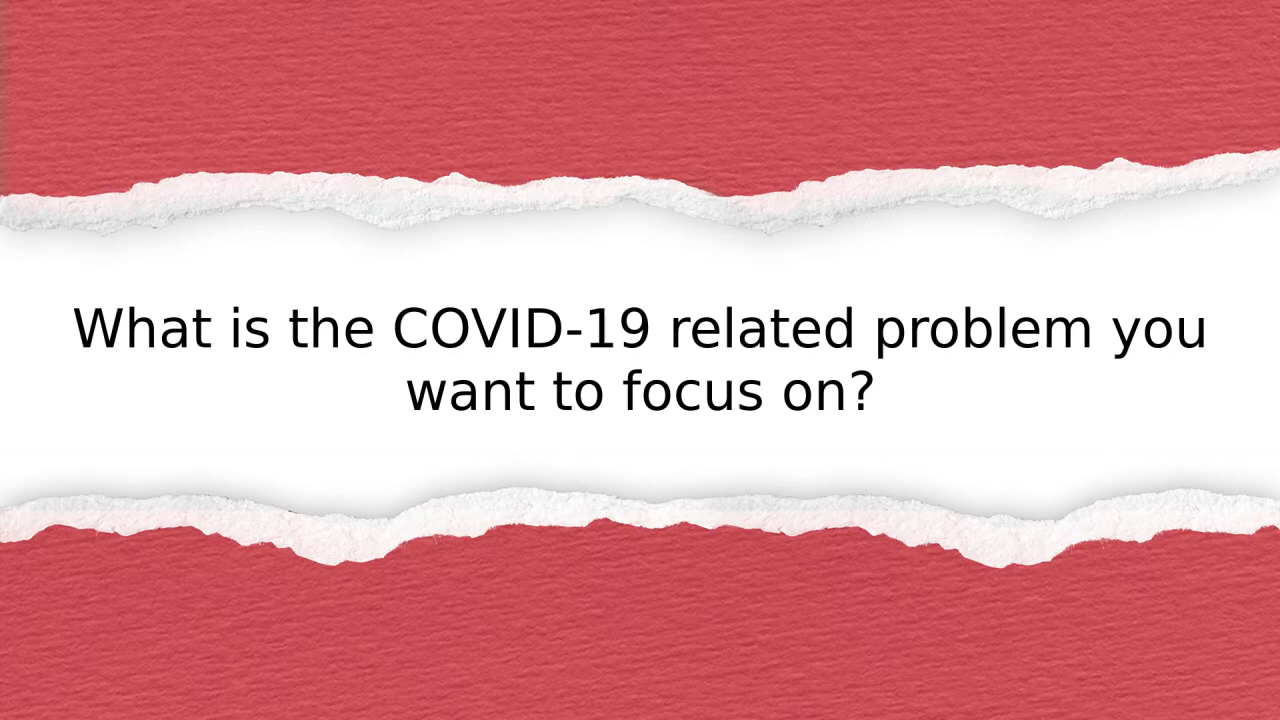 What is the COVID-19 related problem you
want to focus on?